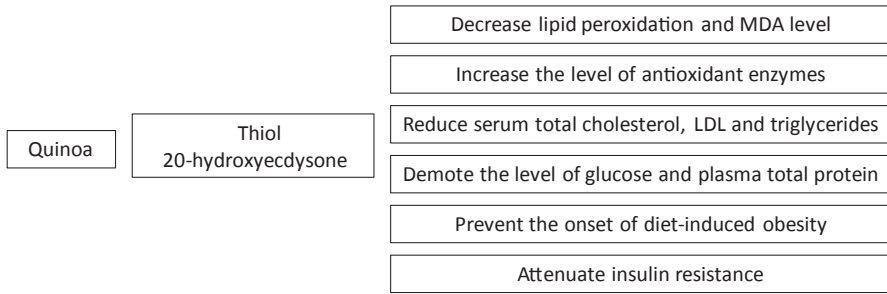 Quinoa
Thiol
20-hydroxyecdysone
Decrease lipid peroxidation and MDA level
Increase the level of antioxidant enzymes
Reduce serum total cholesterol, LDL and triglycerides
Demote the level of glucose and plasma total protein
Prevent the onset of diet-induced obesity
Attenuate insulin resistance